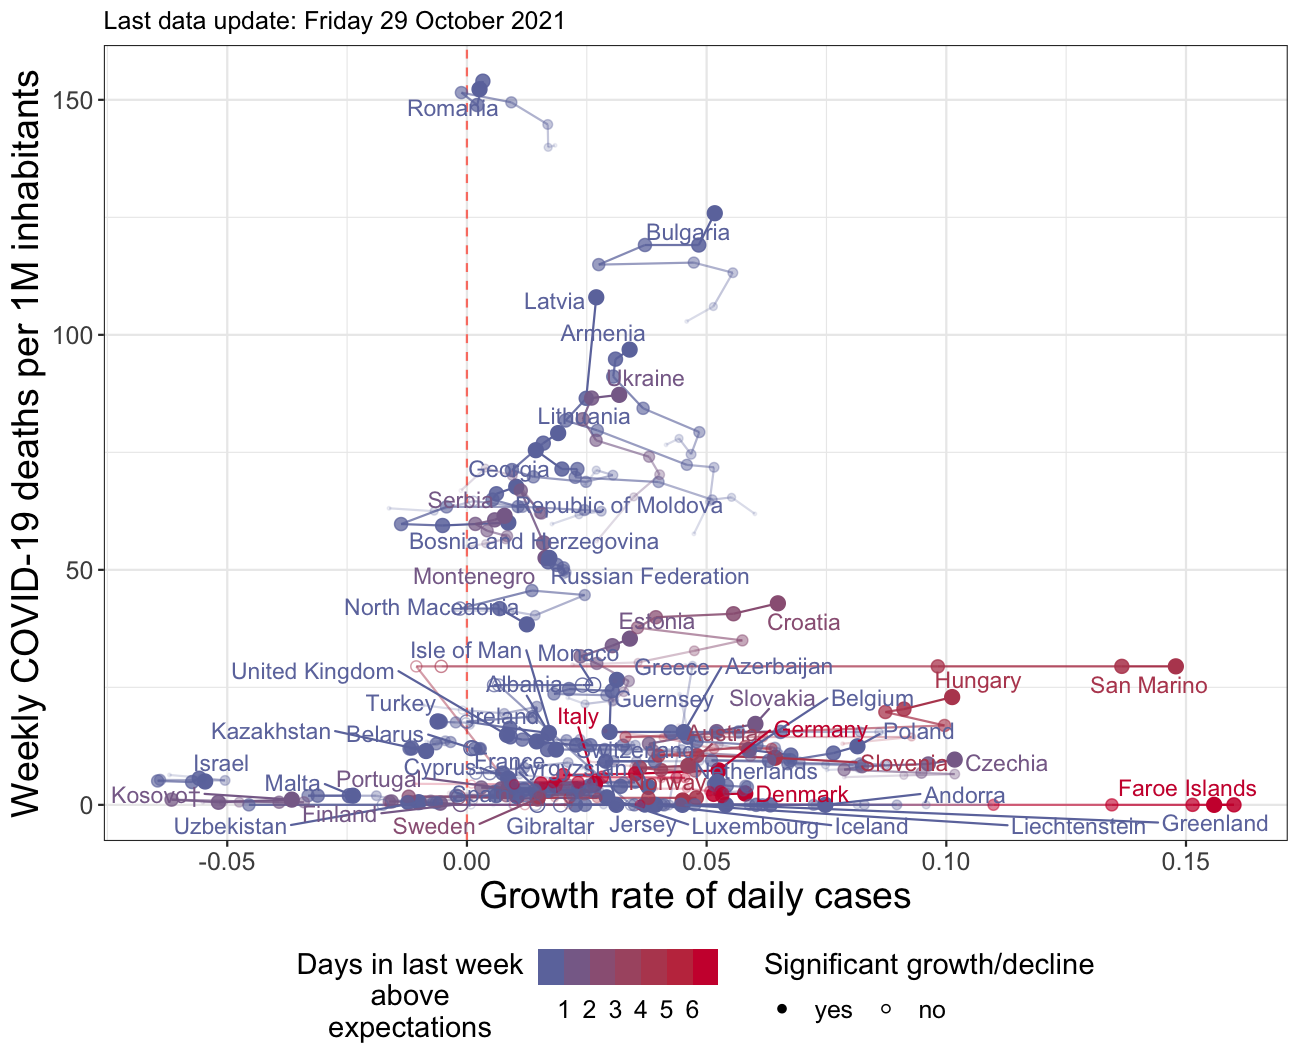 Last data update: Friday 29 October 2021
Weekly COVID-19 deaths per 1M inhabitants
150
100
50
0
Romania
Bulgaria
Latvia
Armenia
Ukraine
Lithuania
Georgia
Serbia
Republic of Moldova
Bosnia and Herzegovina
Montenegro
Russian Federation
North Macedonia
Estonia
Croatia
Isle of Man
Monaco
United Kingdom
Greece
Azerbaijan
Hungary
San Marino
Albania
Guernsey
Slovakia
Belgium
Turkey
Ireland
Italy
Kazakhstan
Belarus
Austria
Germany
Poland
Switzerland
Israel
Cyprus
France
Kyrgyzstan
Slovenia
Czechia
Malta
Portugal
Norway
Kosovo†
Denmark
Andorra
Faroe Islands
Finland
Uzbekistan
Sweden
Gibraltar
Jersey
Luxembourg
Iceland
Liechtenstein
Greenland
-0.05
0.00
0.05
0.10
0.15
Growth rate of daily cases
Days in last week
above
expectations
1 2 3 4 5 6
Significant growth/decline
yes
no